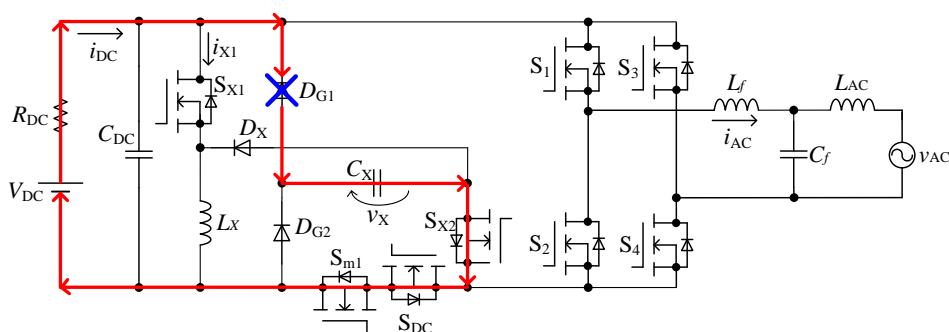 i_DC
i_X1
S_X1
D_G1
S_1
S_3
L_f
L_AC
R_DC
C_DC
D_X
i_AC
C_f
v_AC
V_DC
C_X
v_X
L_X
D_G2
S_X2
S_2
S_4
S_m1
S_DC